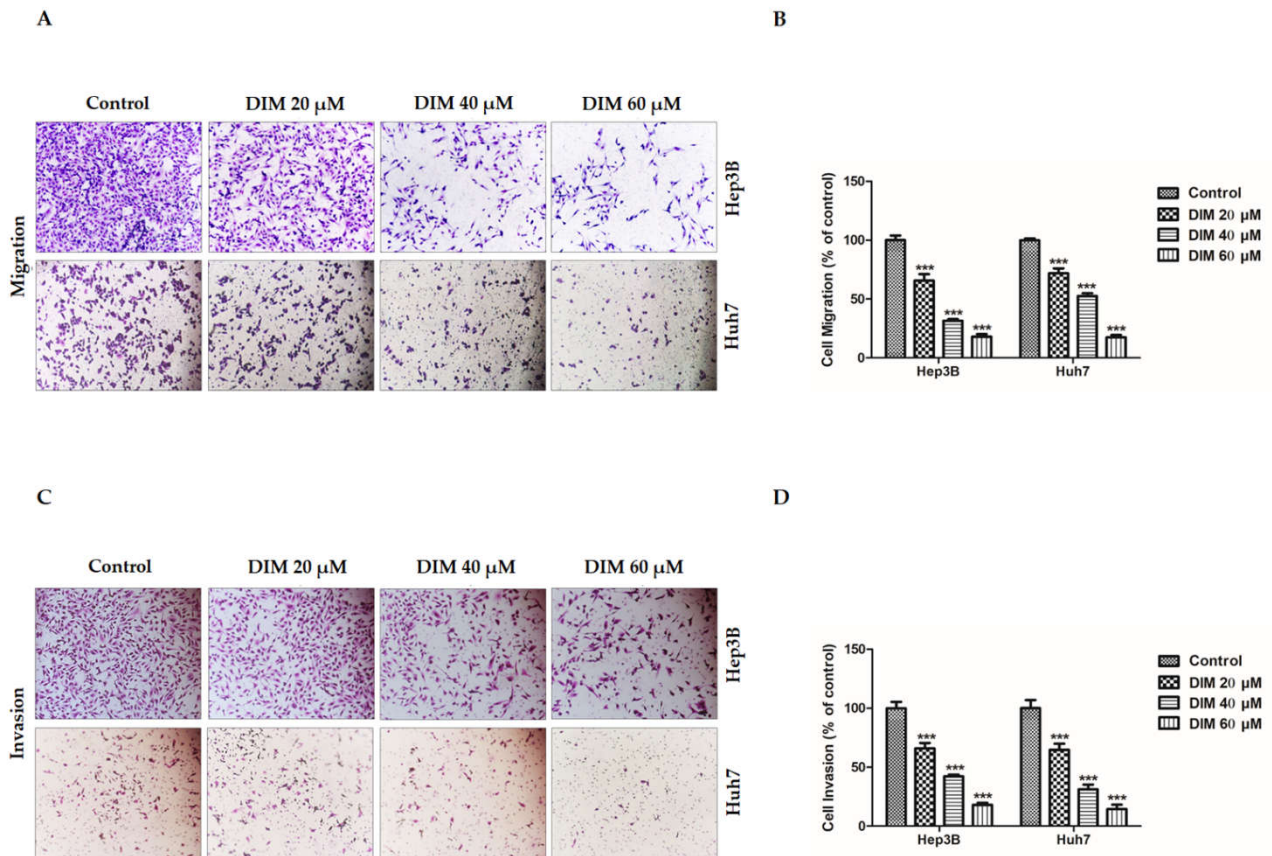 A
Control DIM 20 μM DIM 40 μM DIM 60 μM
Migration
Hep3B
Huh7
B
Cell Migration (% of control)
150
100
50
0
Hep3B Huh7
*** *** *** *** *** ***
Control
DIM 20 μM
DIM 40 μM
DIM 60 μM
C
Control DIM 20 μM DIM 40 μM DIM 60 μM
Invasion
Hep3B
Huh7
D
Cell Invasion (% of control)
150
100
50
0
Hep3B Huh7
*** *** *** *** *** ***
Control
DIM 20 μM
DIM 40 μM
DIM 60 μM